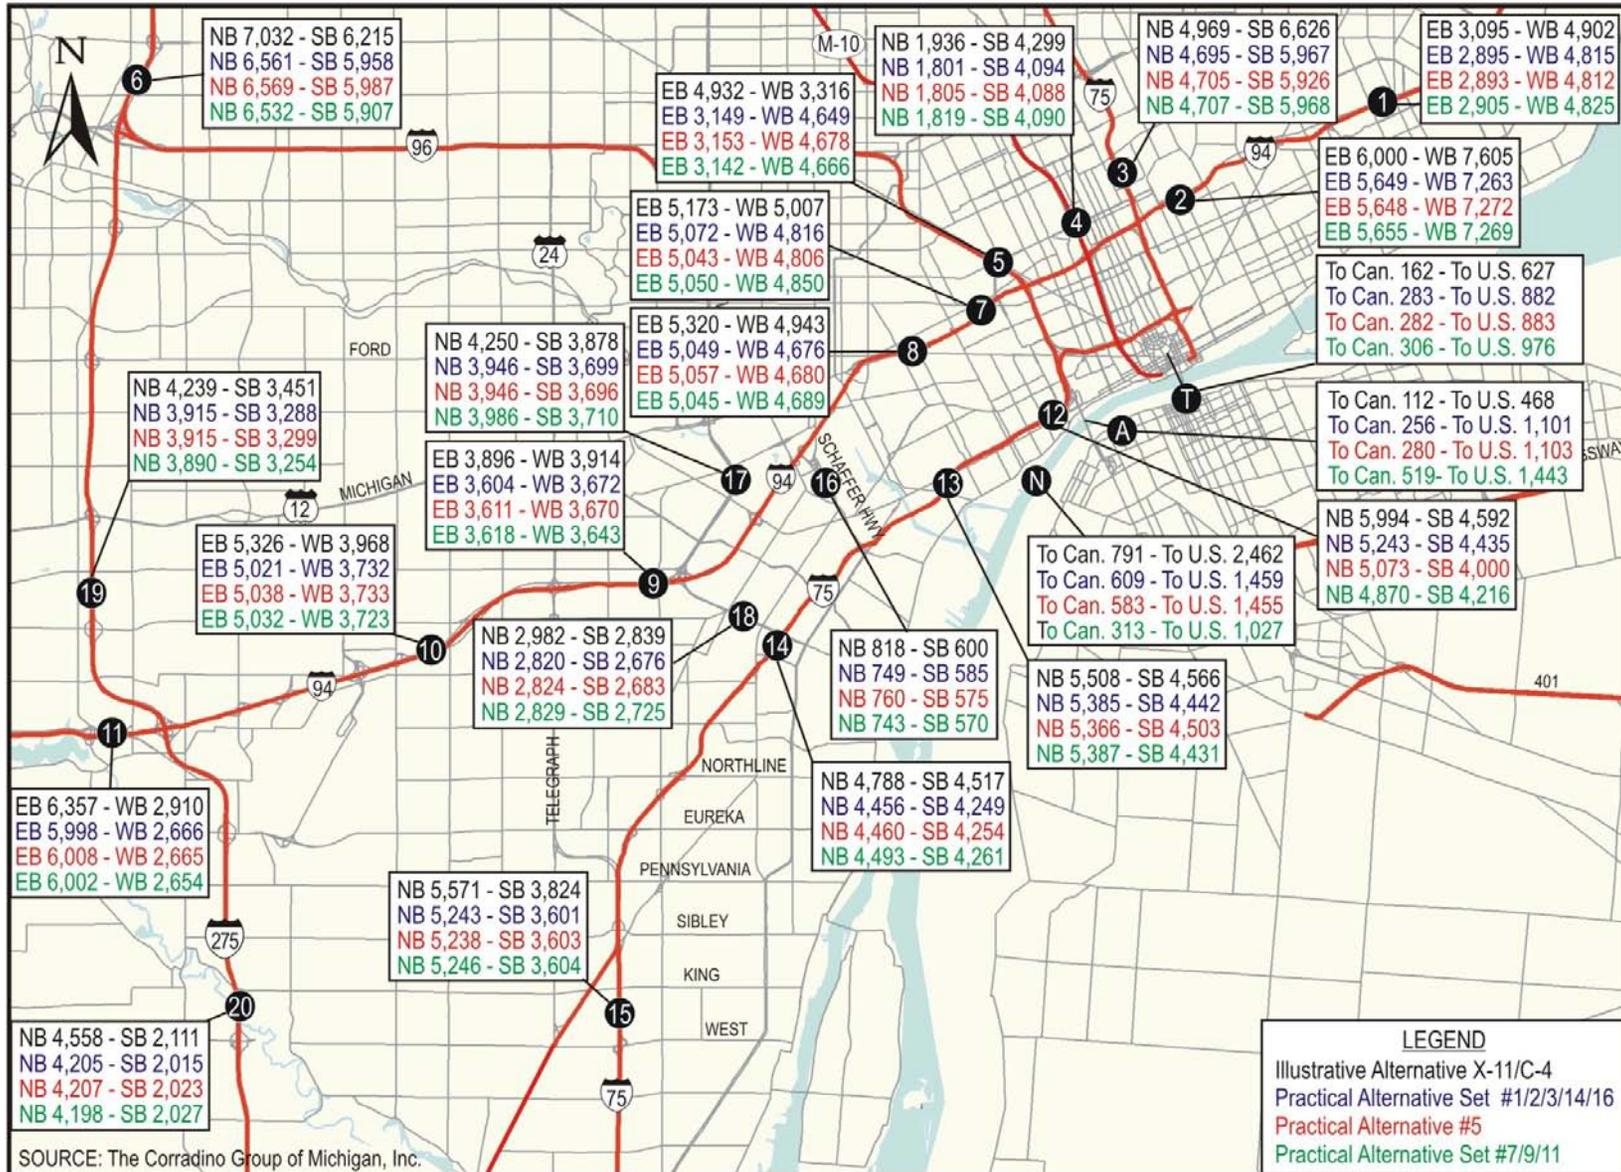 N
6
NB 7,032 - SB 6,215
NB 6,561 - SB 5,958
NB 6,569 - SB 5,987
NB 6,532 - SB 5,907
M-10
NB 1,936 - SB 4,299
NB 1,801 - SB 4,094
NB 1,805 - SB 4,088
NB 1,819 - SB 4,090
75
NB 4,969 - SB 6,626
NB 4,695 - SB 5,967
NB 4,705 - SB 5,926
NB 4,707 - SB 5,968
EB 3,095 - WB 4,902
EB 2,895 - WB 4,815
EB 2,893 - WB 4,812
EB 2,905 - WB 4,825
1
EB 4,932 - WB 3,316
EB 3,149 - WB 4,649
EB 3,153 - WB 4,678
EB 3,142 - WB 4,666
96
94
3
2
4
EB 6,000 - WB 7,605
EB 5,649 - WB 7,263
EB 5,648 - WB 7,272
EB 5,655 - WB 7,269
EB 5,173 - WB 5,007
EB 5,072 - WB 4,816
EB 5,043 - WB 4,806
EB 5,050 - WB 4,850
24
5
7
To Can. 162 - To U.S. 627
To Can. 283 - To U.S. 882
To Can. 282 - To U.S. 883
To Can. 306 - To U.S. 976
EB 5,320 - WB 4,943
EB 5,049 - WB 4,676
EB 5,057 - WB 4,680
EB 5,045 - WB 4,689
8
FORD
NB 4,250 - SB 3,878
NB 3,946 - SB 3,699
NB 3,946 - SB 3,696
NB 3,986 - SB 3,710
T
NB 4,239 - SB 3,451
NB 3,915 - SB 3,288
NB 3,915 - SB 3,299
NB 3,890 - SB 3,254
12
A
To Can. 112 - To U.S. 468
To Can. 256 - To U.S. 1,101
To Can. 280 - To U.S. 1,103
To Can. 519- To U.S. 1,443
SWAY
SCHAEFER HWY
EB 3,896 - WB 3,914
EB 3,604 - WB 3,672
EB 3,611 - WB 3,670
EB 3,618 - WB 3,643
17
94
16
13
N
MICHIGAN
12
NB 5,994 - SB 4,592
NB 5,243 - SB 4,435
NB 5,073 - SB 4,000
NB 4,870 - SB 4,216
EB 5,326 - WB 3,968
EB 5,021 - WB 3,732
EB 5,038 - WB 3,733
EB 5,032 - WB 3,723
To Can. 791 - To U.S. 2,462
To Can. 609 - To U.S. 1,459
To Can. 583 - To U.S. 1,455
To Can. 313 - To U.S. 1,027
19
9
75
18
14
10
NB 2,982 - SB 2,839
NB 2,820 - SB 2,676
NB 2,824 - SB 2,683
NB 2,829 - SB 2,725
NB 818 - SB 600
NB 749 - SB 585
NB 760 - SB 575
NB 743 - SB 570
NB 5,508 - SB 4,566
NB 5,385 - SB 4,442
NB 5,366 - SB 4,503
NB 5,387 - SB 4,431
401
94
11
TELEGRAPH
NORTHLINE
NB 4,788 - SB 4,517
NB 4,456 - SB 4,249
NB 4,460 - SB 4,254
NB 4,493 - SB 4,261
EB 6,357 - WB 2,910
EB 5,998 - WB 2,666
EB 6,008 - WB 2,665
EB 6,002 - WB 2,654
EUREKA
PENNSYLVANIA
NB 5,571 - SB 3,824
NB 5,243 - SB 3,601
NB 5,238 - SB 3,603
NB 5,246 - SB 3,604
SIBLEY
275
KING
20
15
WEST
NB 4,558 - SB 2,111
NB 4,205 - SB 2,015
NB 4,207 - SB 2,023
NB 4,198 - SB 2,027
75
LEGEND
Illustrative Alternative X-11/C-4
Practical Alternative Set #1/2/3/14/16
Practical Alternative #5
Practical Alternative Set #7/9/11
SOURCE: The Corradino Group of Michigan, Inc.